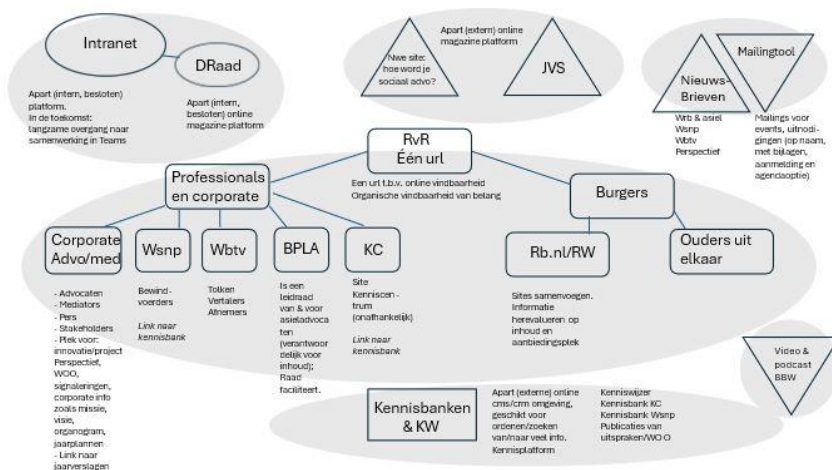 Intranet
DRaad
Apart (intern, besloten)
platform.
In de toekomst:
langzame overgang naar
samenwerking in Teams
Apart (intern,
besloten) online
magazine platform
Apart (extern) online
magazine platform
Nwe site:
hoe word je
sociaal advo?
JVS
Nieuws-
Brieven
Mailingtool
Wrb & asiel
Wsnp
Wbtv
Perspectief
Mailings voor
events, uitnodi-
gingen (op naam,
met bijlagen,
aanmelding en
agendaoptie)
RvR
Één url
Een url t.b.v. online vindbaarheid
Organische vindbaarheid van belang
Professionals
en corporate
Burgers
Corporate
Advo/med
Wsnp
Wbtv
BPLA
KC
Rb.nl/RW
Ouders uit
elkaar
- Advocaten
- Mediators
- Pers
- Stakeholders
- Plek voor:
innovatie/project
Perspectief,
WOO,
signaleringen,
corporate info
zoals missie,
visie,
organogram,
jaarplannen
- Link naar
jaarverslagen
Bewind-
voerders
Link naar
kennisbank
Tolken
Vertalers
Afnemers
Is een
leidraad
van & voor
asieladvoca
ten
(verantwoor
delijk voor
inhoud);
Raad
faciliteert.
Site
Kenniscen-
trum
(onafhankelijk)
Link naar
kennisbank
Sites samenvoegen.
Informatie
herevalueren op
inhoud en
aanbiedingsplek
Video &
podcast
BBW
Kennisbanken
& KW
Apart (externe) online
cms/crm omgeving,
geschikt voor
ordenen/zoeken
van/naar veel info.
Kennisplatform
Kenniswijzer
Kennisbank KC
Kennisbank Wsnp
Publicaties van
uitspraken/WOO